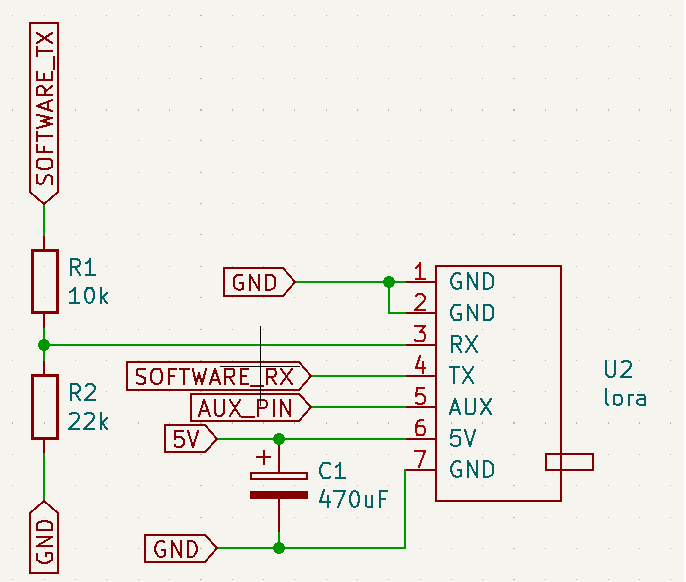 SOFTWARE_TX
R1
10k
R2
22k
GND
GND
SOFTWARE_RX
AUX_PIN
5V
GND
+
C1
470uF
1 GND
2 GND
3 RX
4 TX
5 AUX
6 5V
7 GND
U2
lora